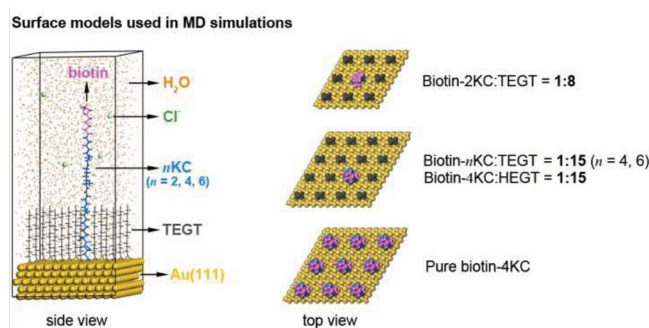 Surface models used in MD simulations
biotin
H₂O
Cl⁻
nKC
(n = 2, 4, 6)
TEGT
Au(111)
side view
Biotin-2KC:TEGT = 1:8
Biotin-nKC:TEGT = 1:15 (n = 4, 6)
Biotin-4KC:HEGT = 1:15
Pure biotin-4KC
top view